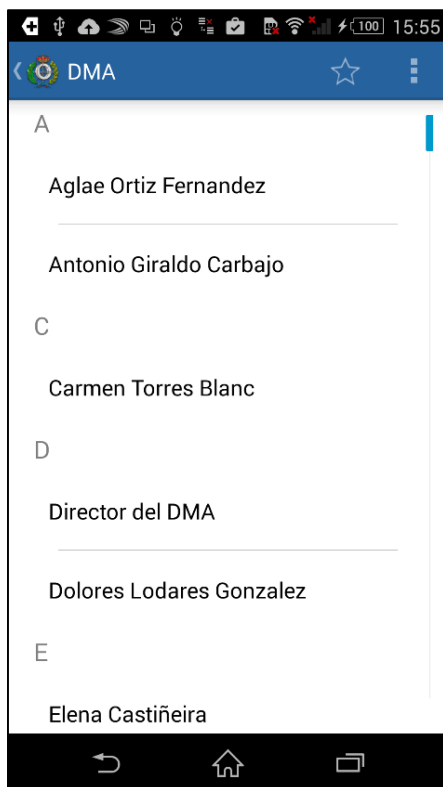 100 15:55
DMA
A
Aglae Ortiz Fernandez
Antonio Giraldo Carbajo
C
Carmen Torres Blanc
D
Director del DMA
Dolores Lodares Gonzalez
E
Elena Castiñeira